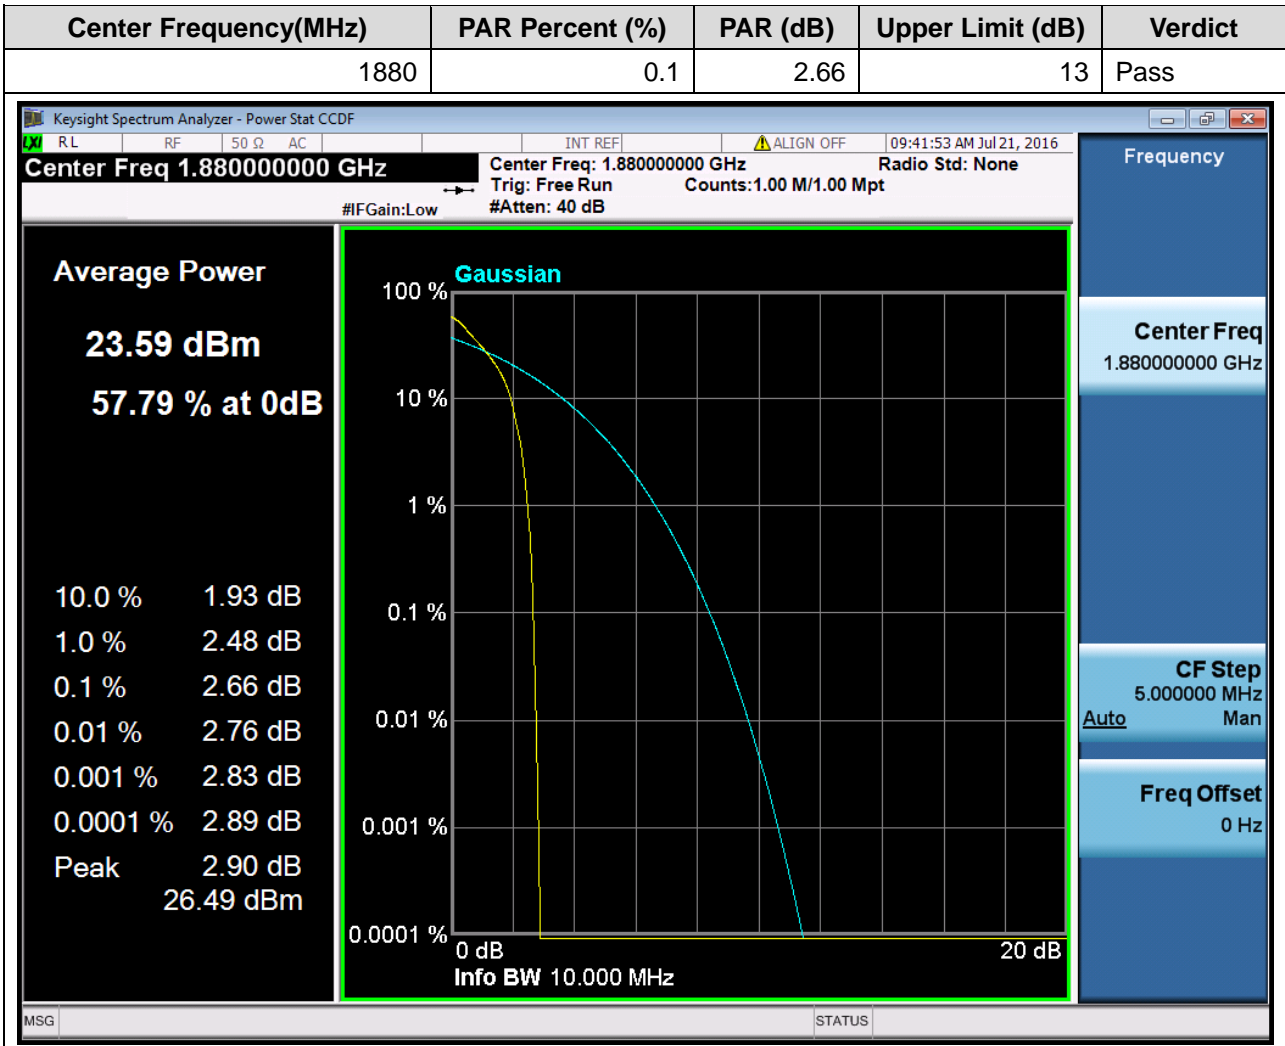 Center Frequency(MHz) PAR Percent (%) PAR (dB) Upper Limit (dB) Verdict
1880 0.1 2.66 13 Pass
Keysight Spectrum Analyzer - Power Stat CCDF
LXI RL RF 50 Ω AC INT REF ALIGN OFF 09:41:53 AM Jul 21, 2016
Center Freq 1.880000000 GHz
Center Freq: 1.880000000 GHz Radio Std: None
Trig: Free Run Counts:1.00 M/1.00 Mpt
#IFGain:Low #Atten: 40 dB
Frequency
Average Power
23.59 dBm
57.79 % at 0dB
10.0 % 1.93 dB
1.0 % 2.48 dB
0.1 % 2.66 dB
0.01 % 2.76 dB
0.001 % 2.83 dB
0.0001 % 2.89 dB
Peak 2.90 dB
26.49 dBm
Gaussian
100 %
10 %
1 %
0.1 %
0.01 %
0.001 %
0.0001 %
0 dB 20 dB
Info BW 10.000 MHz
Center Freq
1.880000000 GHz
CF Step
5.000000 MHz
Auto Man
Freq Offset
0 Hz
MSG STATUS